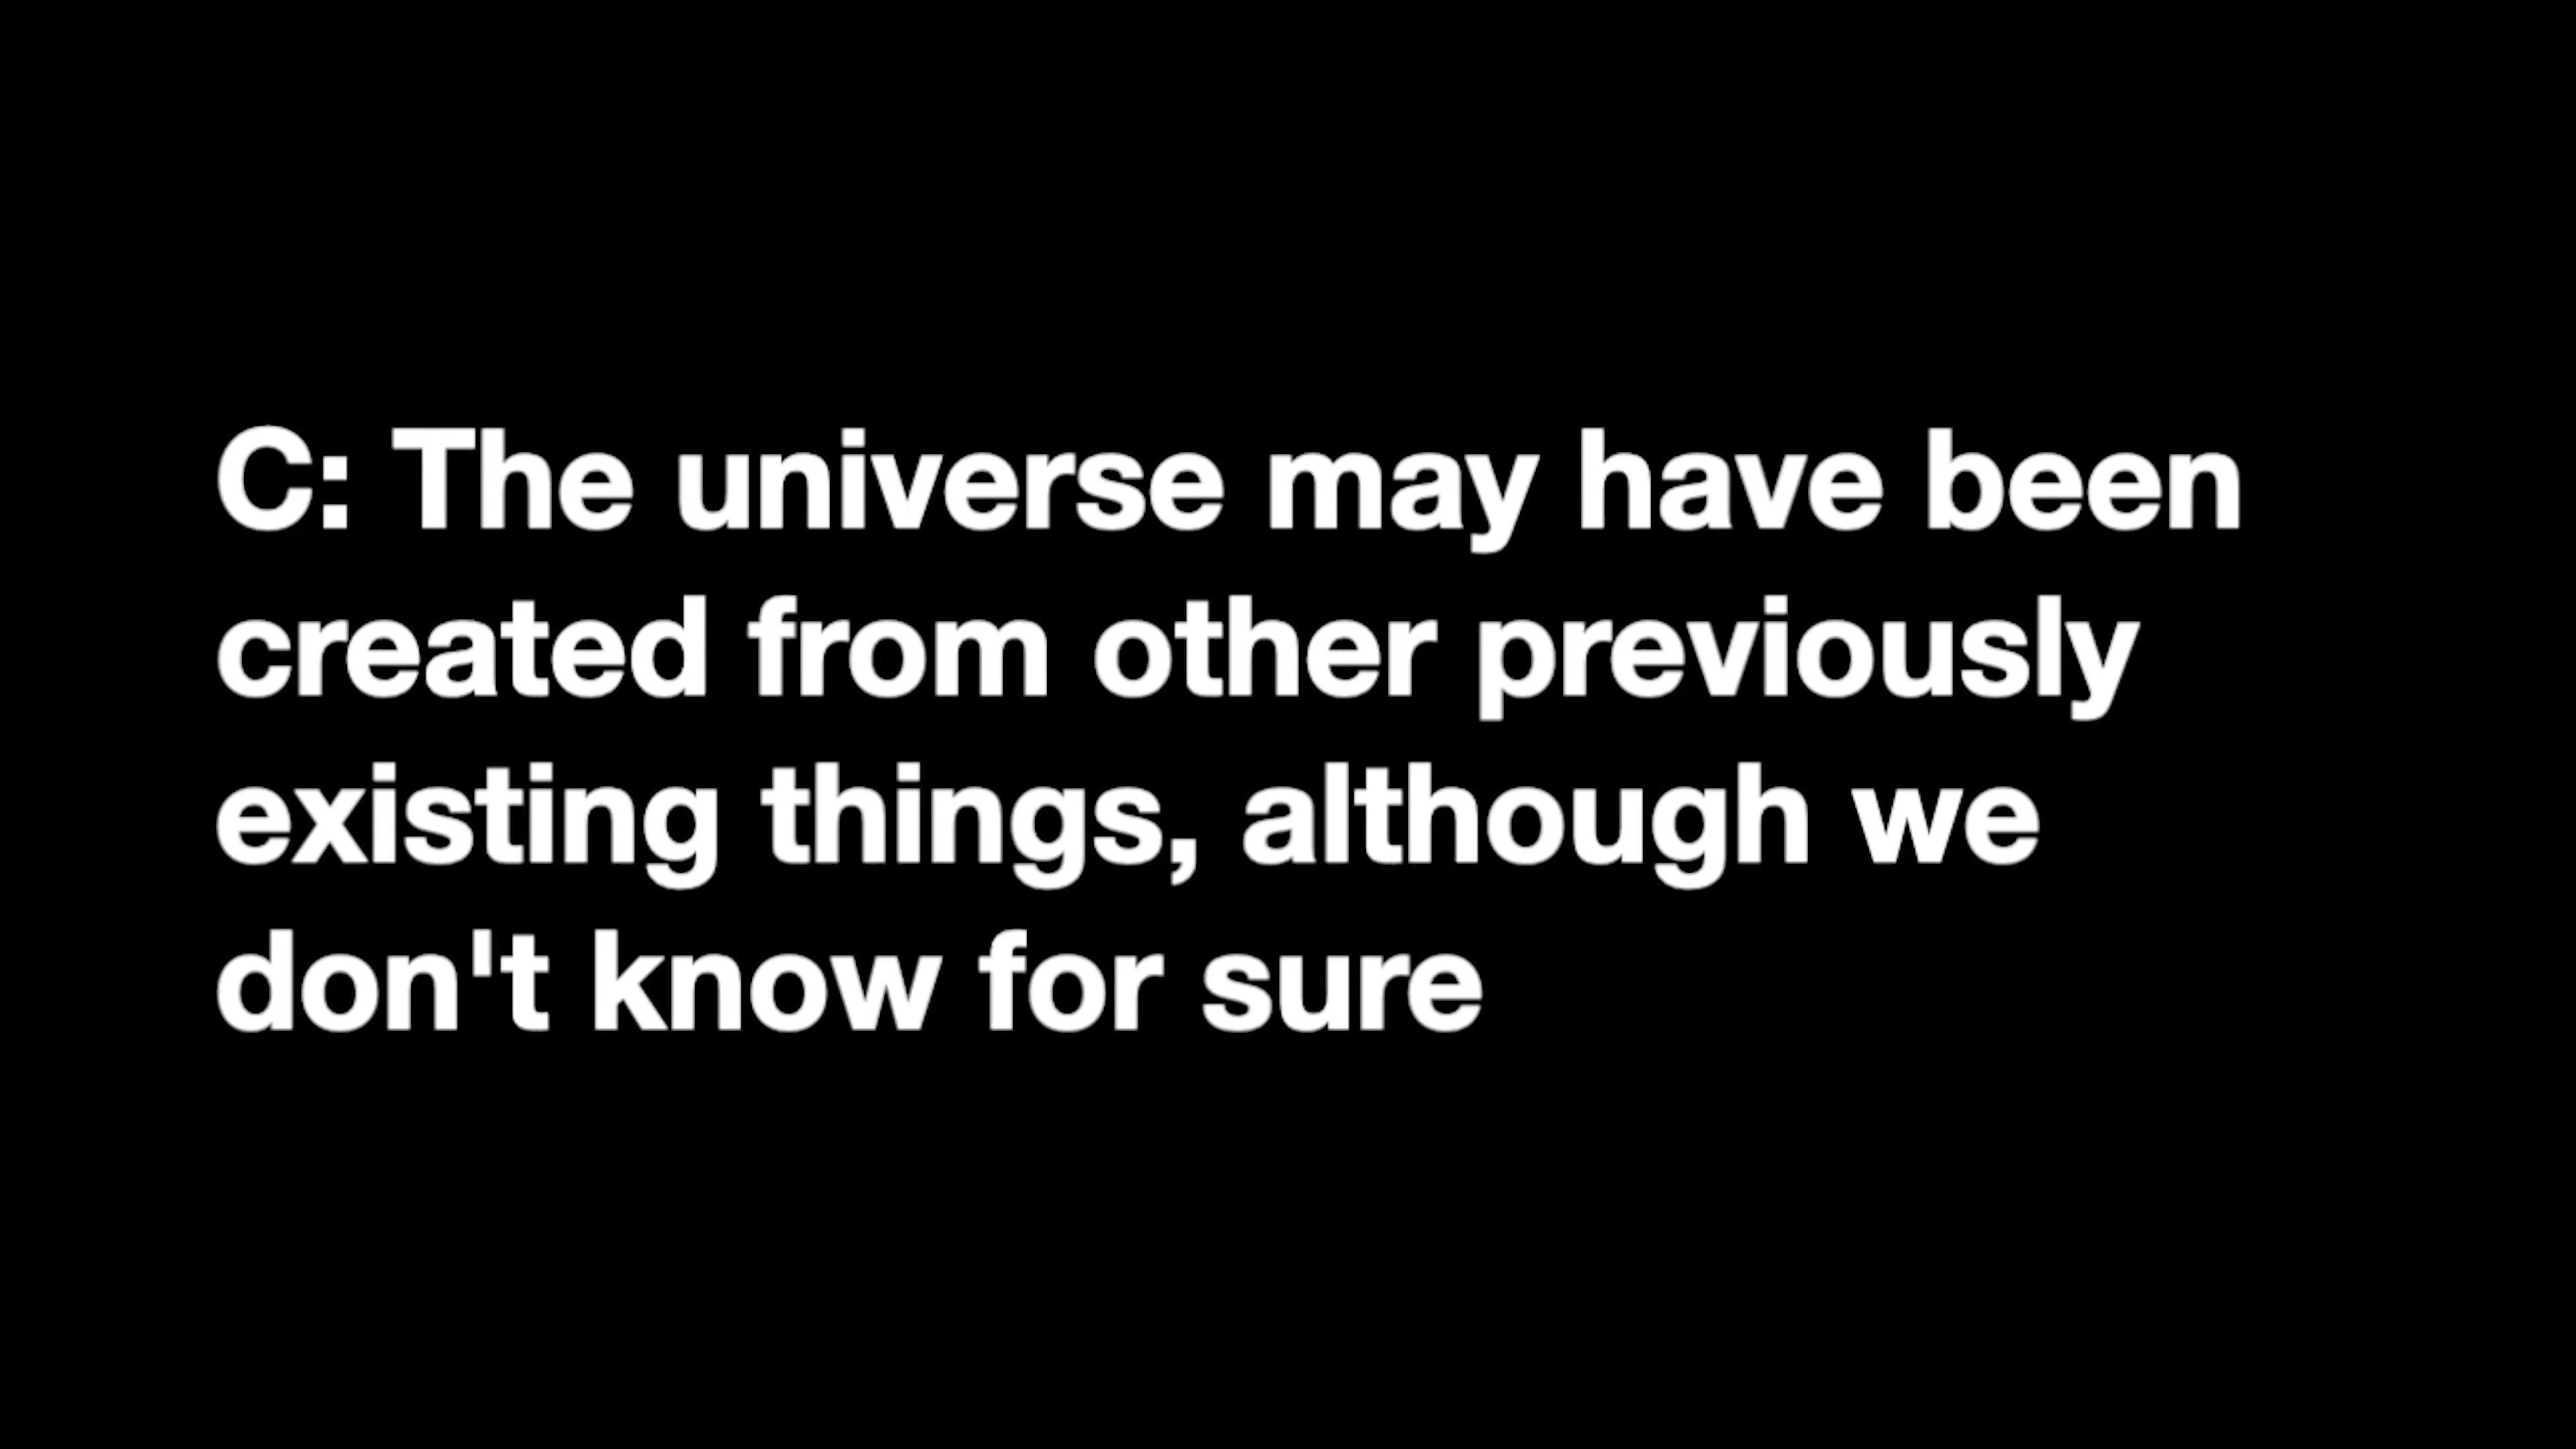 C: The universe may have been
created from other previously
existing things, although we
don't know for sure